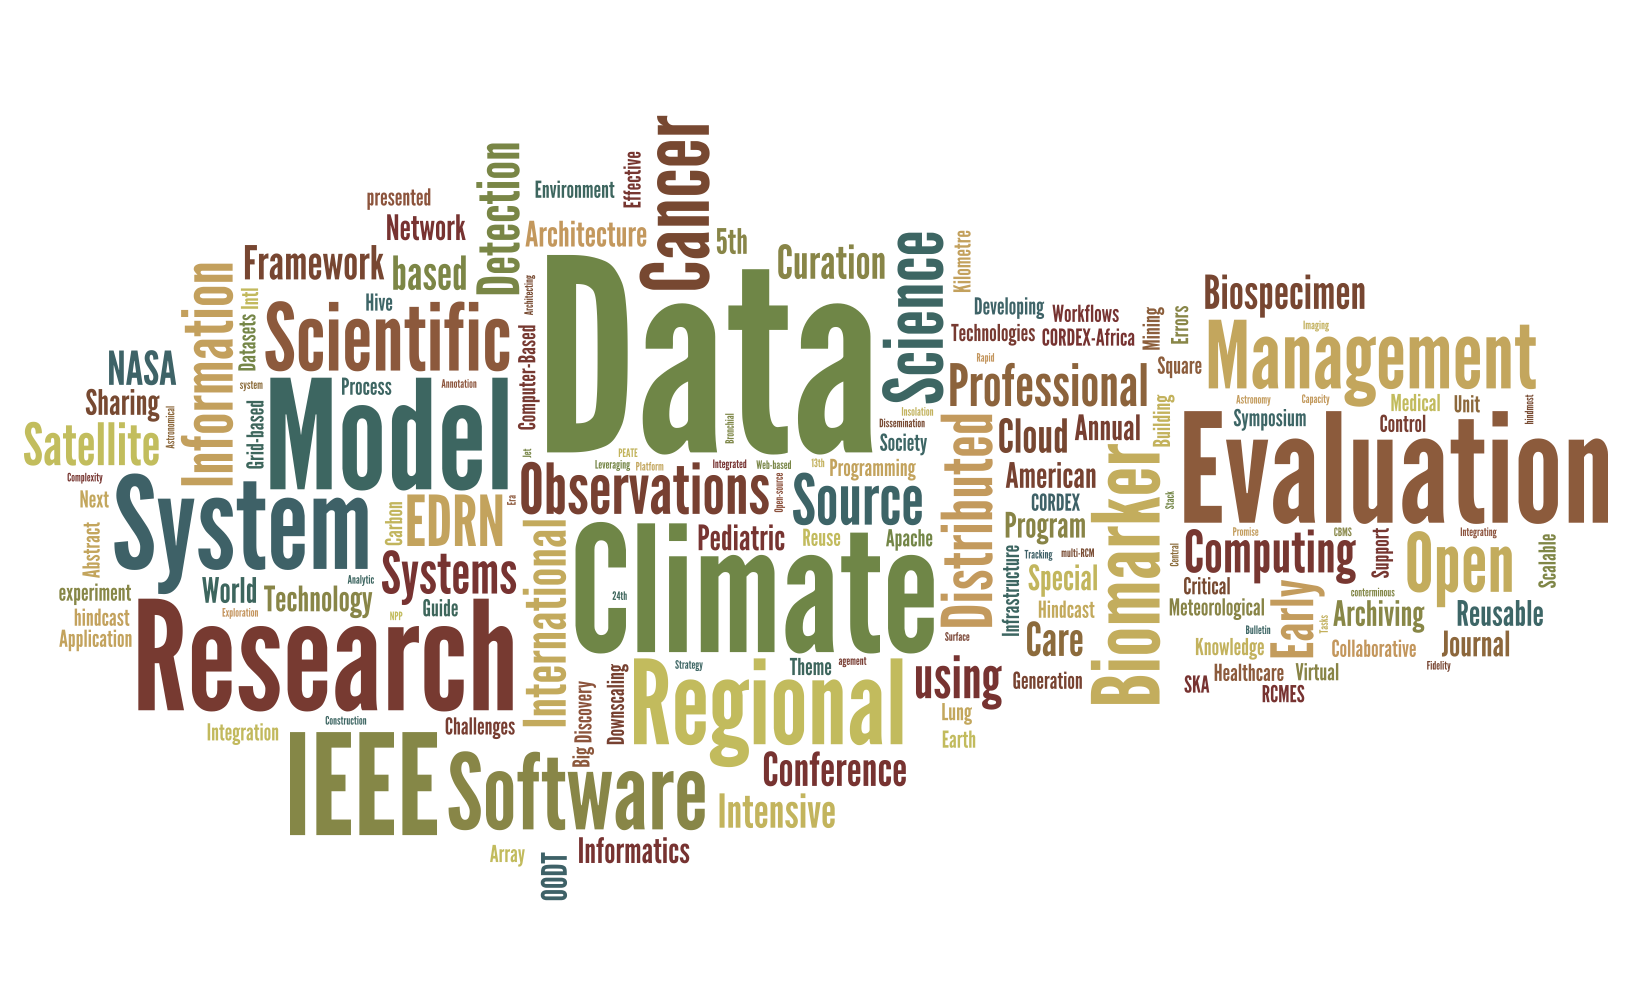 Cancer
Detection
Effective
Environment
presented
Network
Architecture
5th
Curation
Science
Kilometre
Framework
based
Data
Information
Intl
Hive
Architecting
Scientific
Datasets
Computer-Based
Developing
Workflows
Technologies
CORDEX-Africa
Mining
Errors
Biospecimen
Imaging
Management
Square
Rapid
Professional
NASA
system
Process
Annotation
Model
Sharing
Astronomical
Grid-based
Satellite
Bronchial
Insolation
Dissemination
Society
Distributed
Cloud
Annual
Building
Astronomy
Capacity
Medical
Unit
hindmost
Symposium
Control
Evaluation
Jet
PEATE
Leveraging
Platform
Integrated
Web-based
13th
Programming
American
Biomarker
Complexity
Next
System
Carbon
EDRN
Era
Observations
Open-source
Source
CORDEX
Stack
Program
Abstract
International
Climate
Pediatric
Reuse
Apache
Promise
CBMS
Integrating
Computing
Support
Open
Scalable
Central
Infrastructure
Tracking
multi-RCM
Systems
World
Analytic
Technology
Guide
24th
Special
Critical
Early
conterminous
experiment
hindcast
Exploration
NPP
Research
Hindcast
Meteorological
Archiving
Reusable
Application
Surface
Care
Bulletin
Tasks
Knowledge
Collaborative
Journal
Downscaling
Strategy
Theme
agement
Regional
using
Generation
Healthcare
Virtual
Fidelity
SKA
RCMES
Big Discovery
Lung
Construction
Challenges
Integration
Earth
IEEE
Software
Conference
Intensive
Array
OODT
Informatics